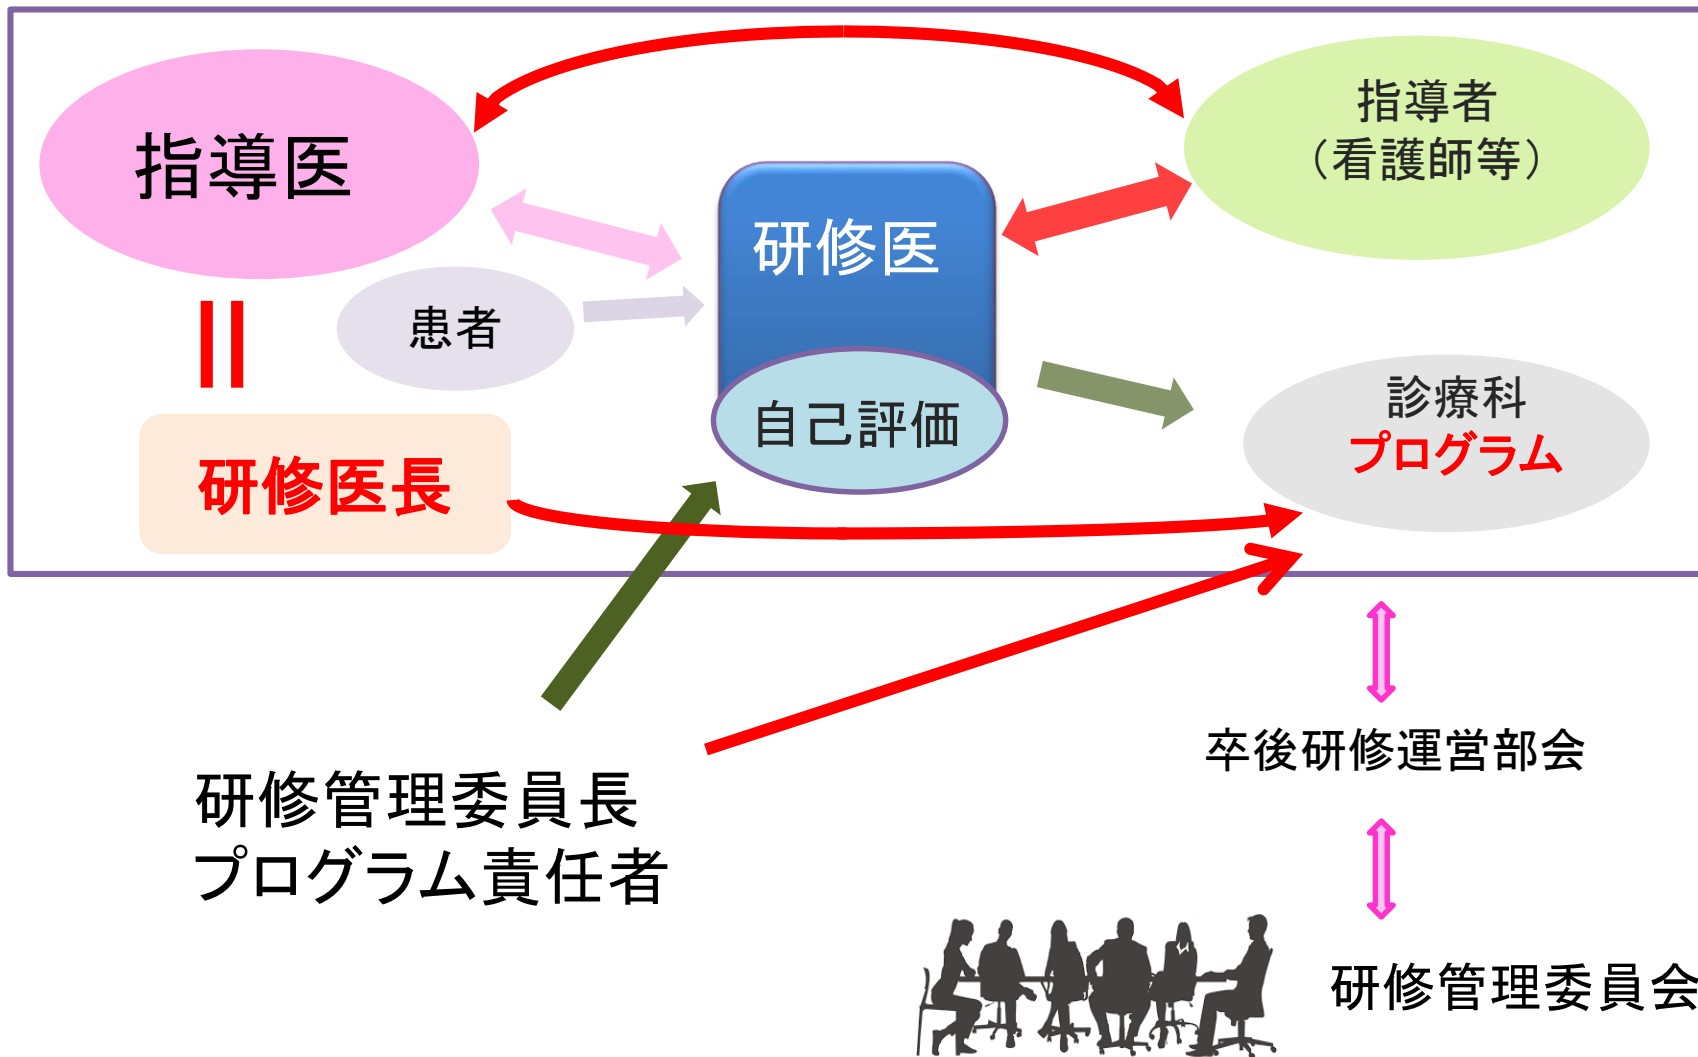 指導医
指導者
（看護師等）
研修医
患者
自己評価
診療科
プログラム
研修医長
卒後研修運営部会
研修管理委員長
プログラム責任者
研修管理委員会